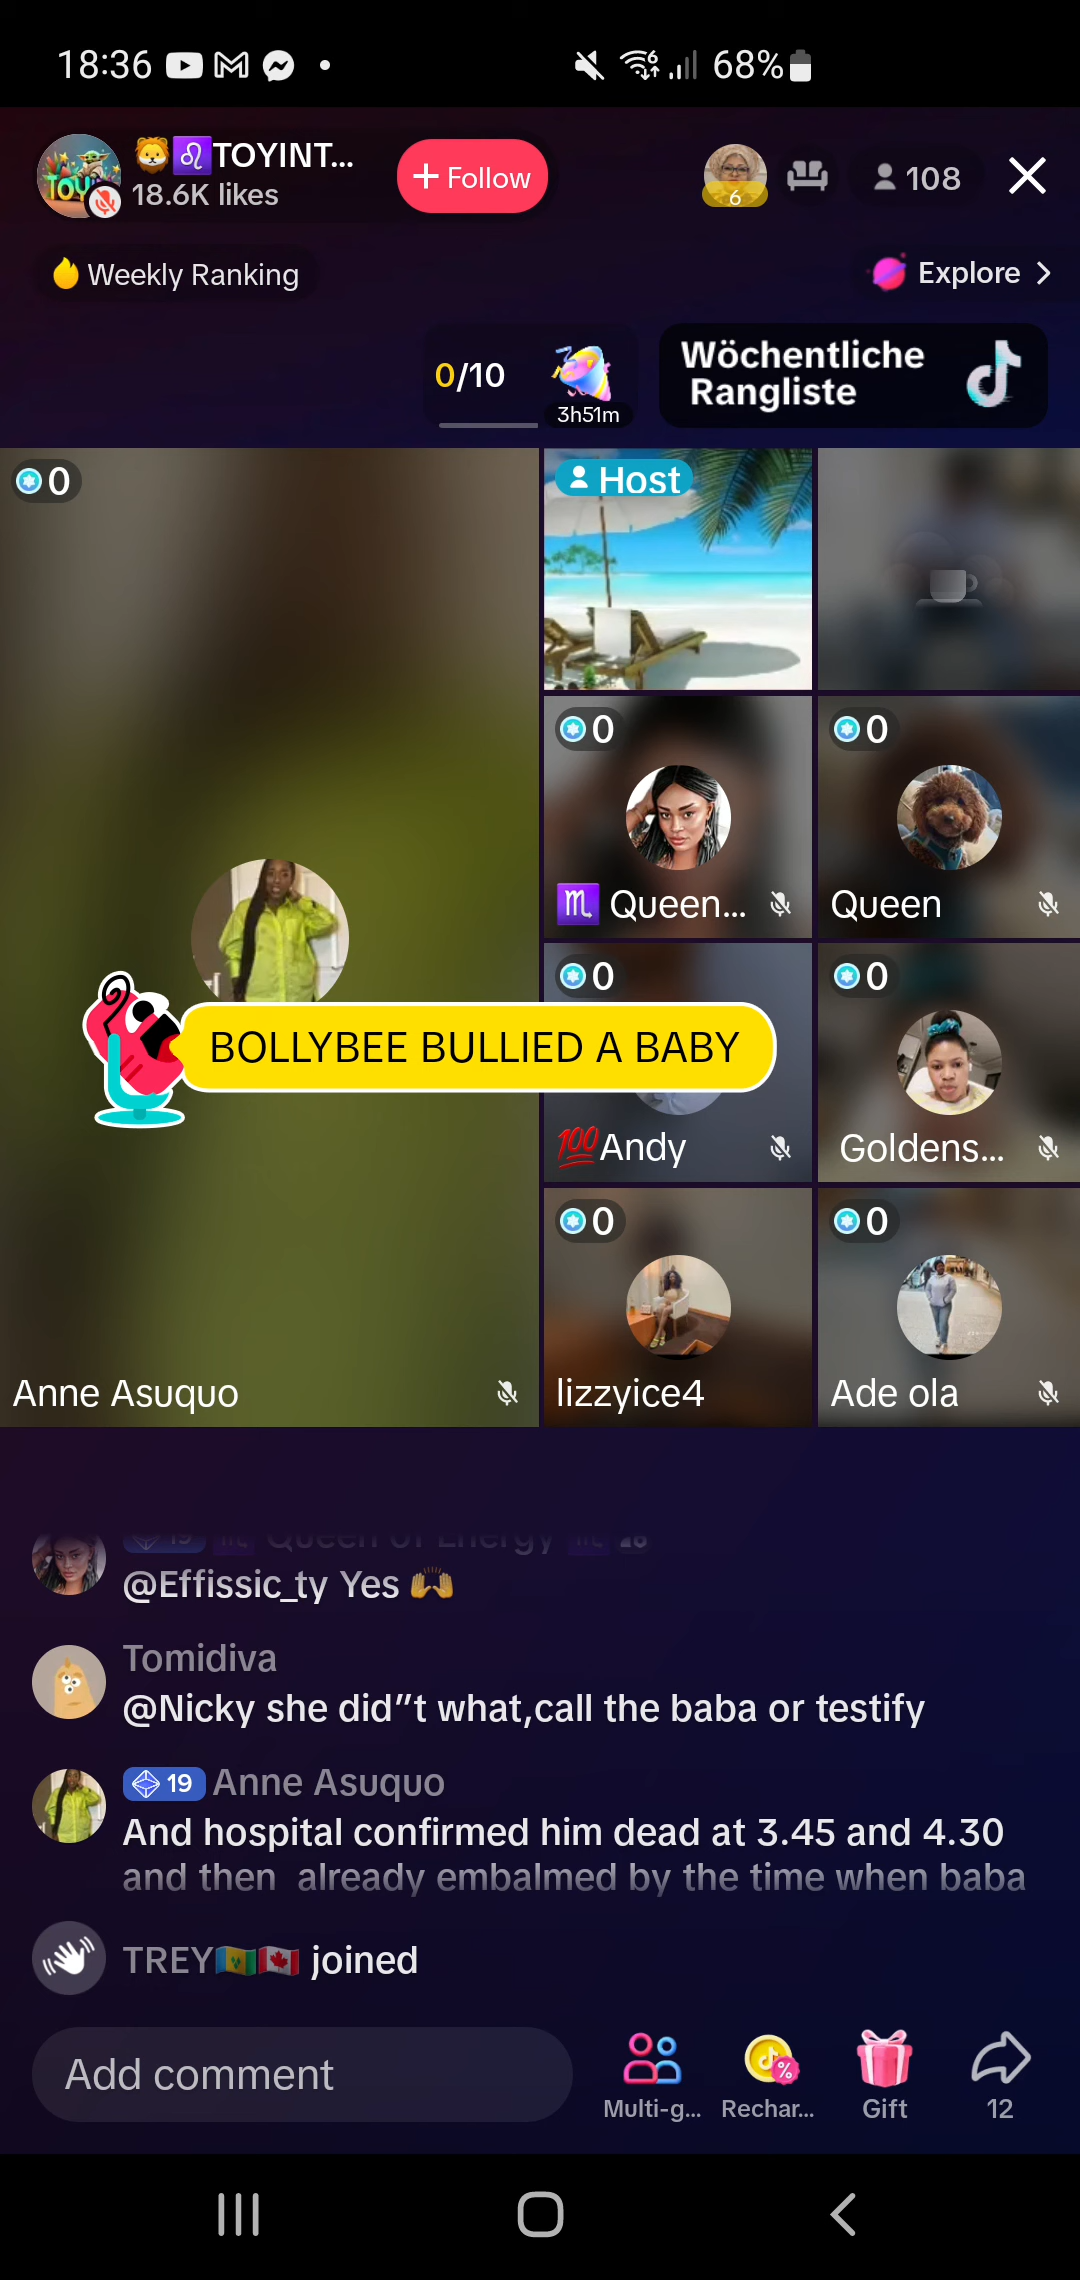 18:36
68%
🦁♌TOYINT...
18.6K likes
+ Follow
6
108
Weekly Ranking
Explore >
0/10
3h51m
Wöchentliche
Rangliste
0
Host
0
0
♏ Queen...
Queen
0
0
BOLLYBEE BULLIED A BABY
💯Andy
Goldens...
0
0
Anne Asuquo
lizzyice4
Ade ola
19 ♏ Queen of Energy ♏
@Effissic_ty Yes 🙌
Tomidiva
@Nicky she did"t what,call the baba or testify
19 Anne Asuquo
And hospital confirmed him dead at 3.45 and 4.30
and then already embalmed by the time when baba
TREY🇻🇨🇨🇦 joined
Add comment
Multi-g...
Rechar...
Gift
12